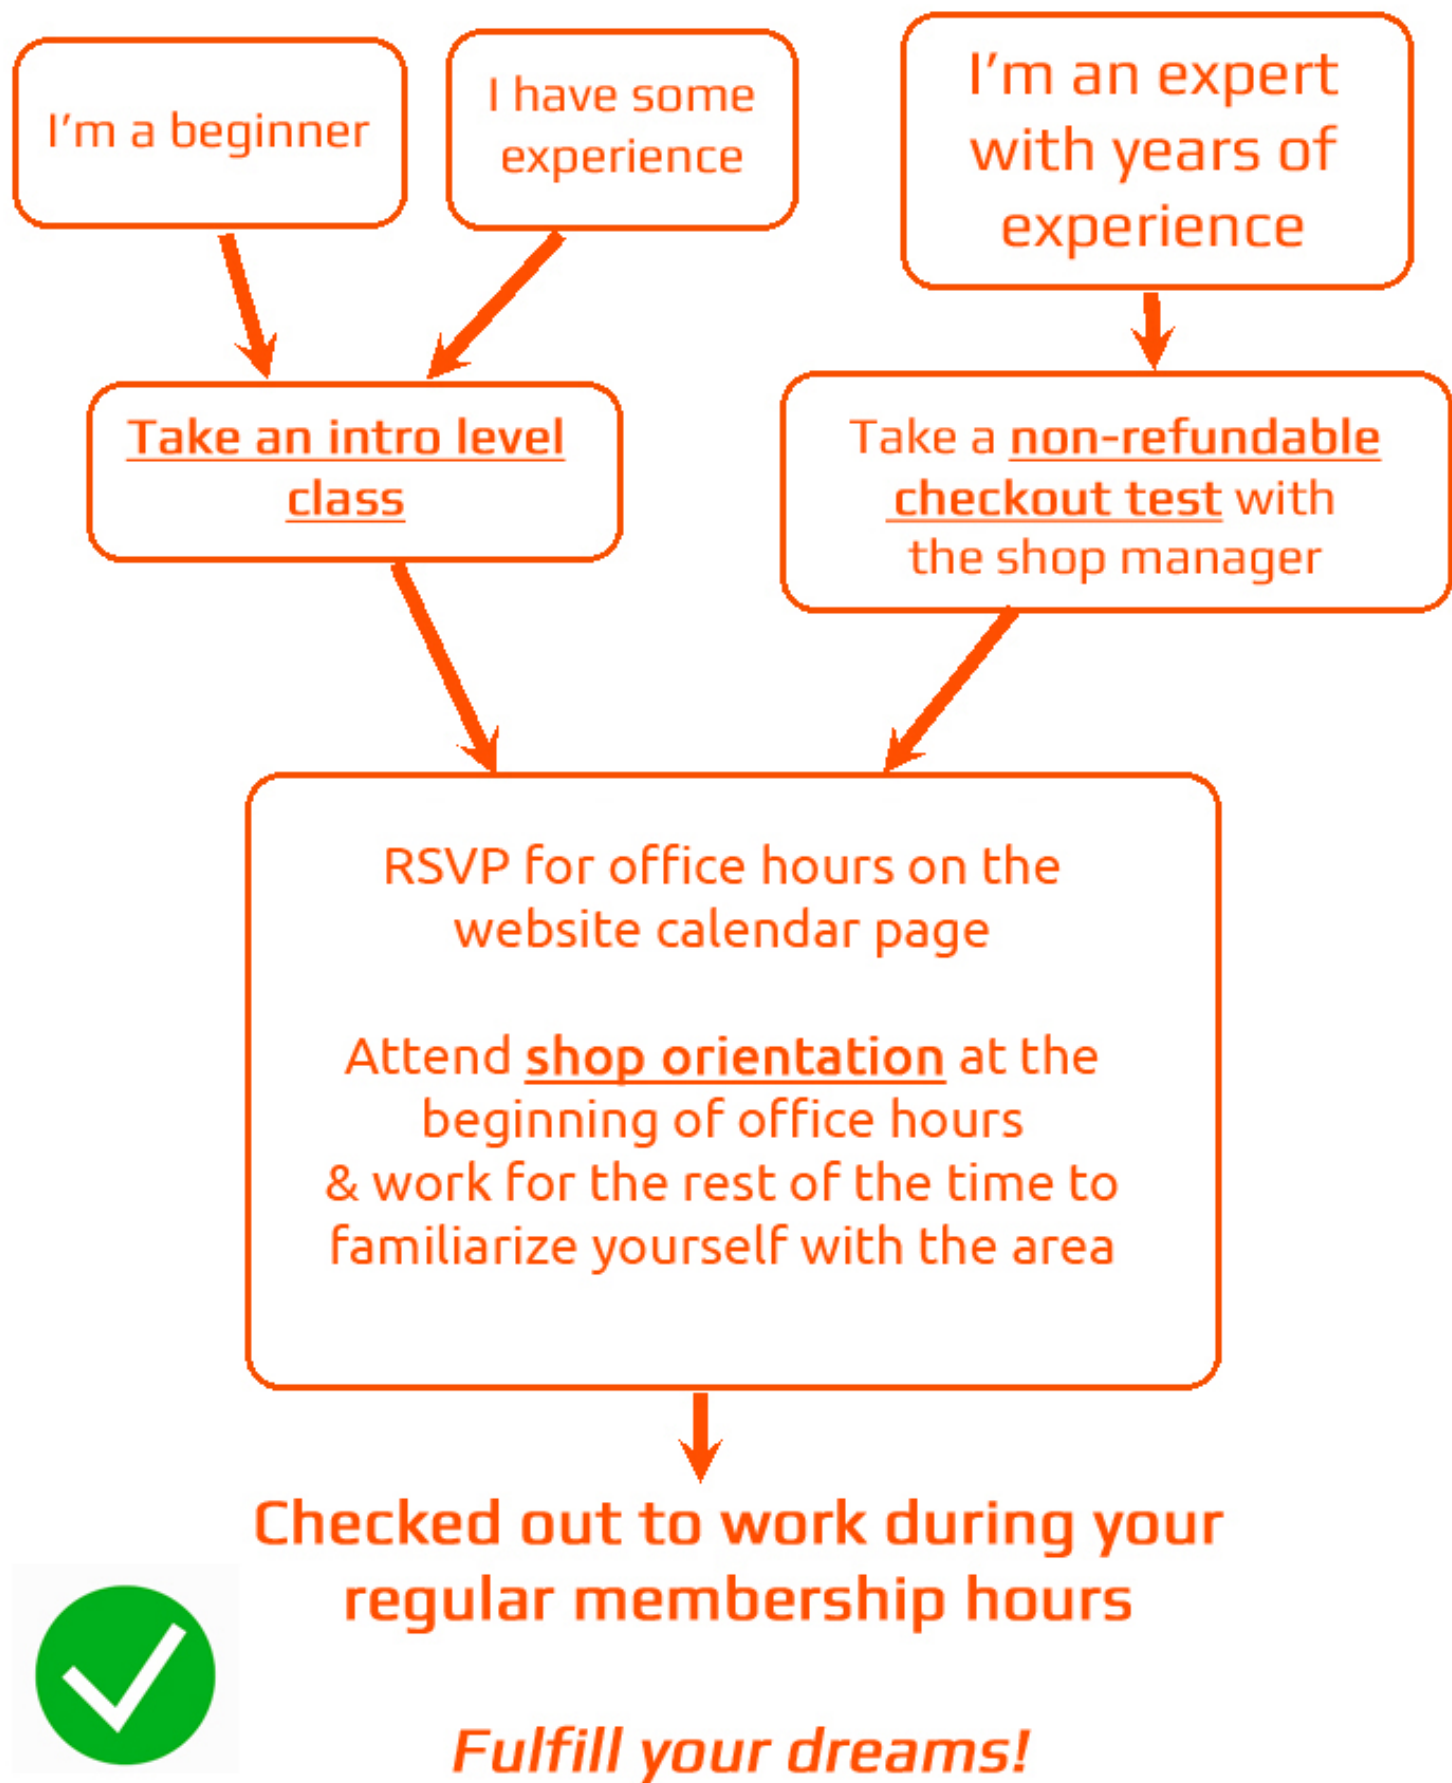 I'm a beginner
I have some
experience
I'm an expert
with years of
experience
Take an intro level
class
Take a non-refundable
checkout test with
the shop manager
RSVP for office hours on the
website calendar page
Attend shop orientation at the
beginning of office hours
& work for the rest of the time to
familiarize yourself with the area
Checked out to work during your
regular membership hours
Fulfill your dreams!